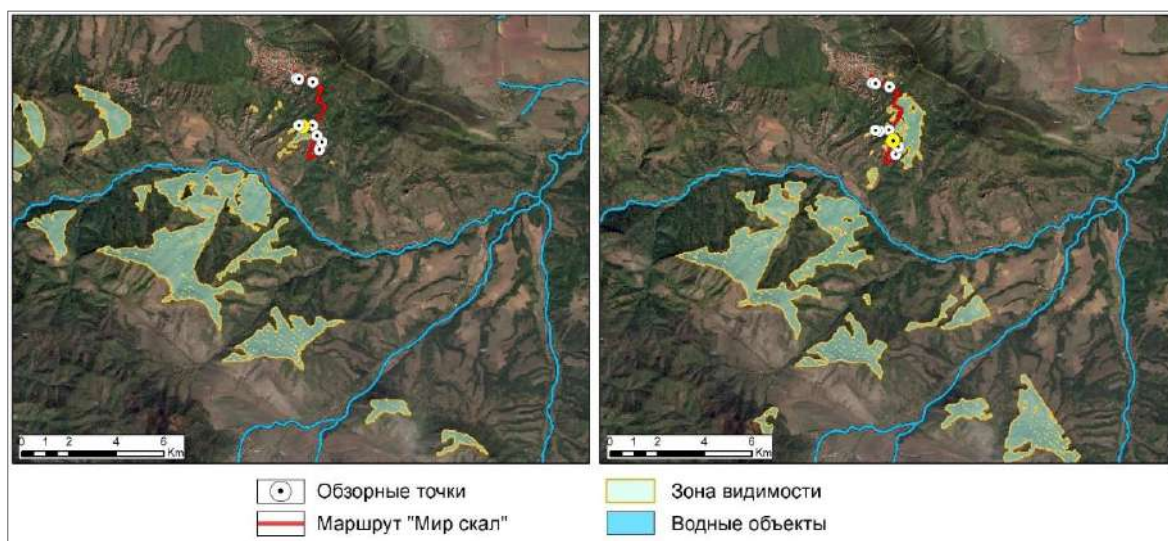 0 1 2 4 6
Km
0 1 2 4 6
Km
Обзорные точки
Зона видимости
Маршрут "Мир скал"
Водные объекты